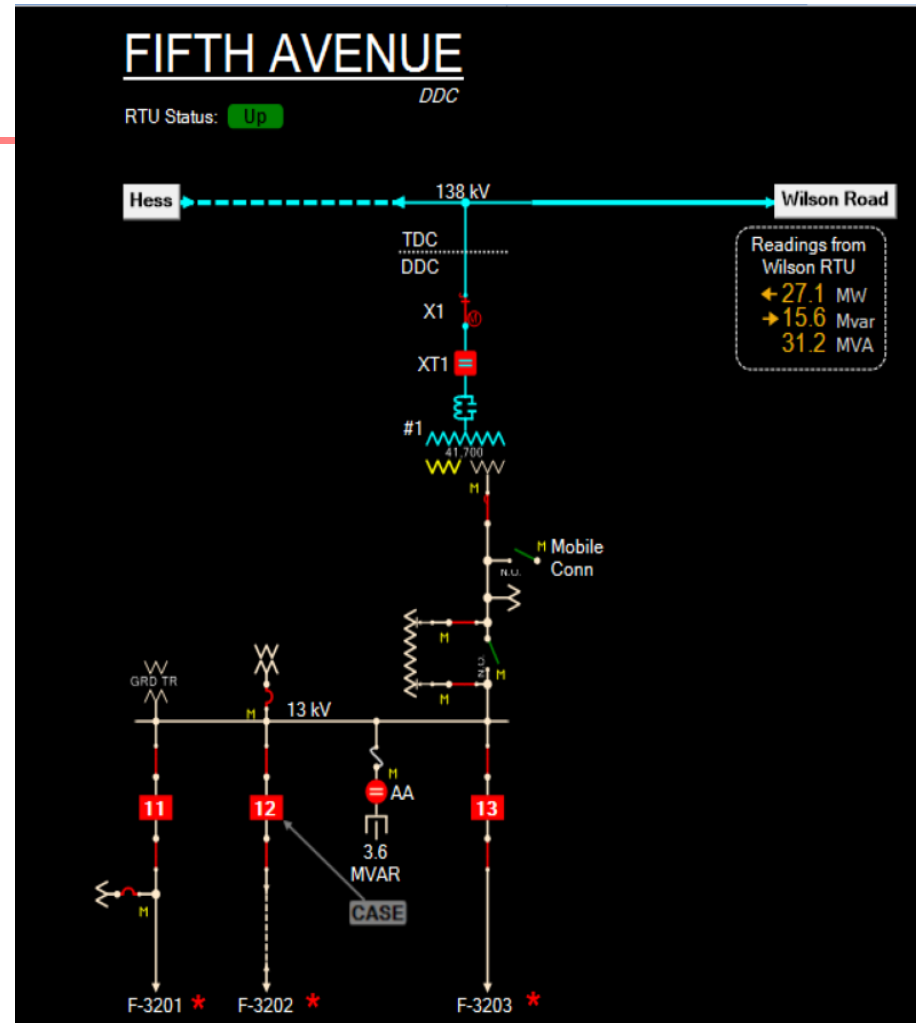 FIFTH AVENUE
DDC
RTU Status: Up
Hess
138 kV
Wilson Road
TDC
DDC
Readings from
Wilson RTU
27.1 MW
15.6 Mvar
31.2 MVA
X1
M
XT1
#1
41,700
M
M Mobile
Conn
N.U.
M
N.O.
M
M
GRD TR
M
13 kV
M
AA
11
12
13
3.6
MVAR
CASE
M
F-3201 *
F-3202 *
F-3203 *